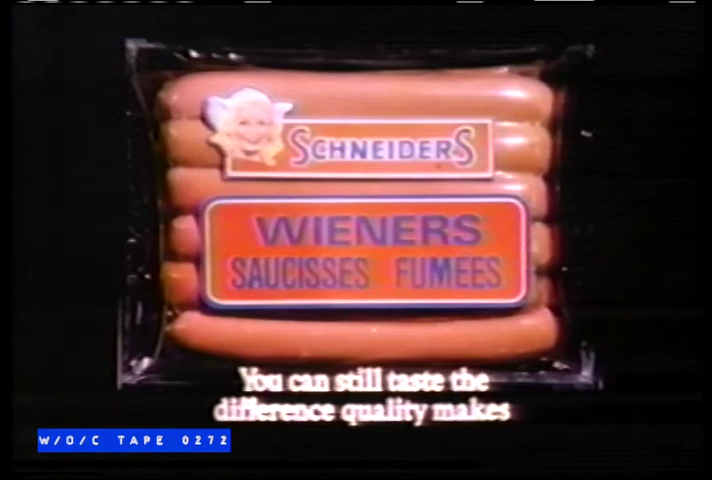 SCHNEIDERS
WIENERS
SAUCISSES FUMEES
You can still taste the
difference quality makes
W/O/C TAPE 0272